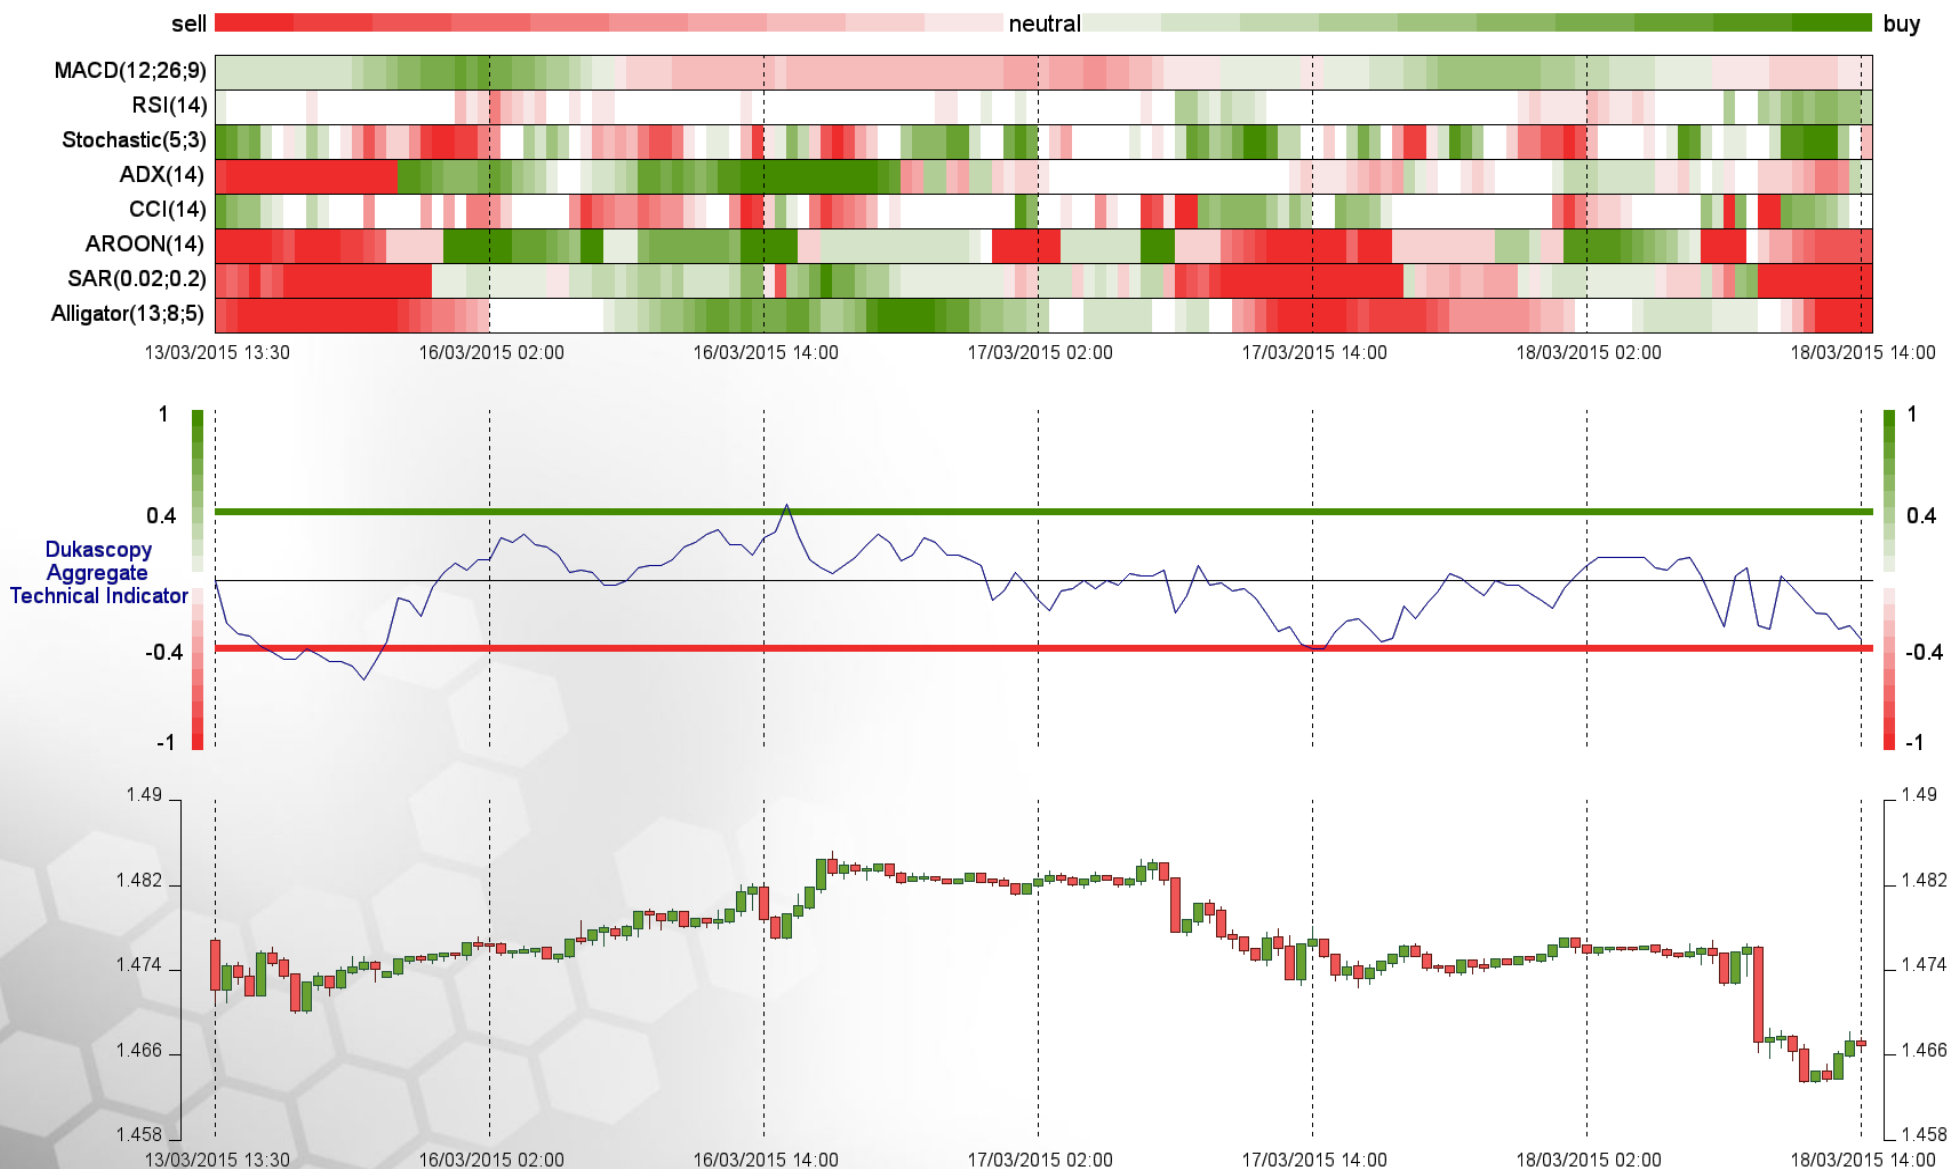 sell neutral buy
MACD(12;26;9)
RSI(14)
Stochastic(5;3)
ADX(14)
CCI(14)
AROON(14)
SAR(0.02;0.2)
Alligator(13;8;5)
13/03/2015 13:30 16/03/2015 02:00 16/03/2015 14:00 17/03/2015 02:00 17/03/2015 14:00 18/03/2015 02:00 18/03/2015 14:00
1 1
0.4 0.4
Dukascopy
Aggregate
Technical Indicator
-0.4 -0.4
-1 -1
1.49 1.49
1.482 1.482
1.474 1.474
1.466 1.466
1.458 1.458
13/03/2015 13:30 16/03/2015 02:00 16/03/2015 14:00 17/03/2015 02:00 17/03/2015 14:00 18/03/2015 02:00 18/03/2015 14:00